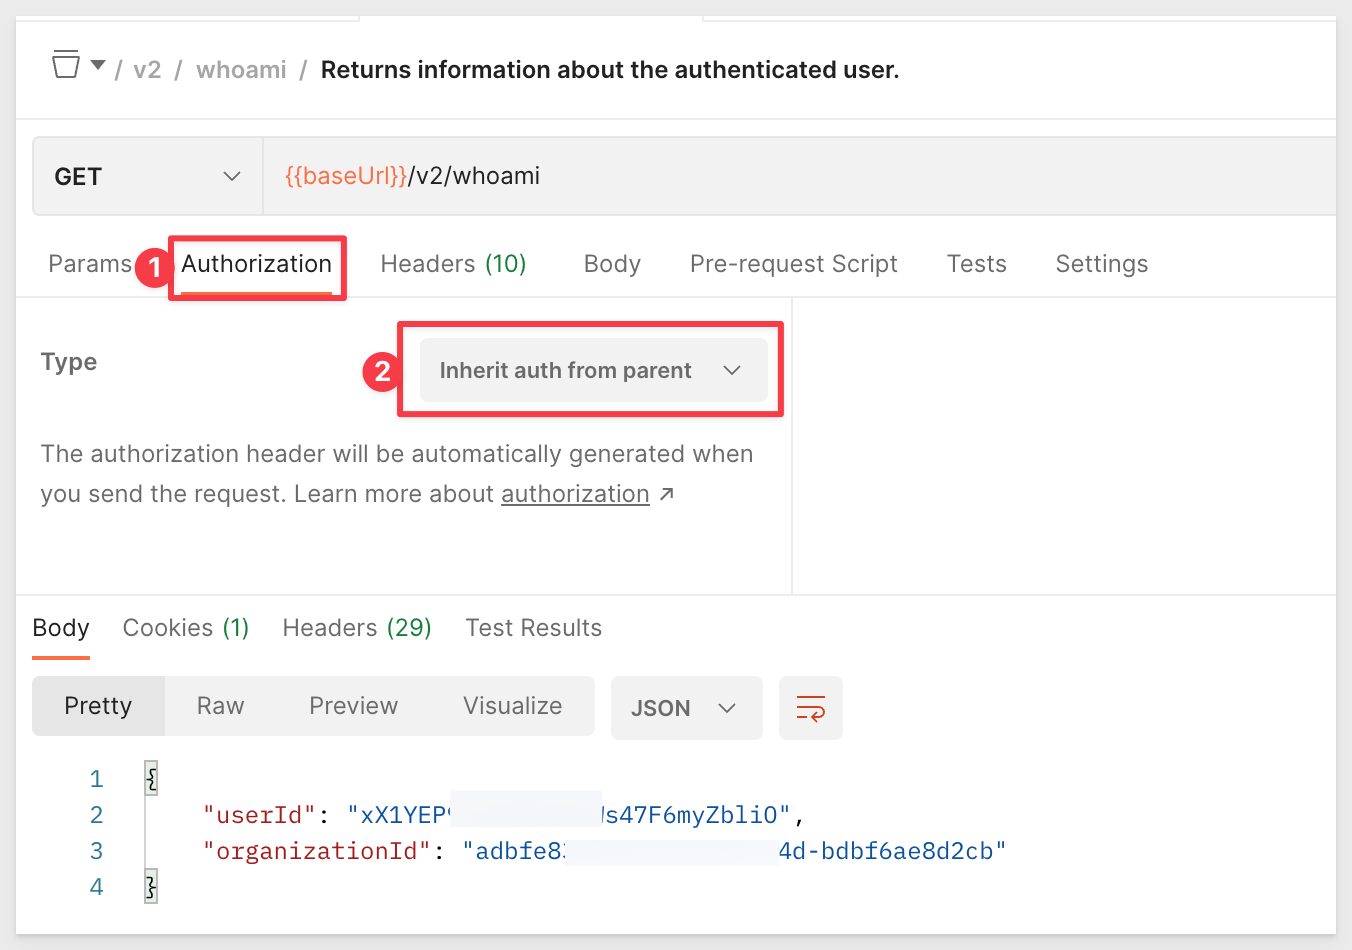 / v2 / whoami / Returns information about the authenticated user.
GET {{baseUrl}}/v2/whoami
Params 1 Authorization Headers (10) Body Pre-request Script Tests Settings
Type 2 Inherit auth from parent
The authorization header will be automatically generated when
you send the request. Learn more about authorization ↗
Body Cookies (1) Headers (29) Test Results
Pretty Raw Preview Visualize JSON
1 {
2 "userId": "xX1YEP s47F6myZbliO",
3 "organizationId": "adbfe8 4d-bdbf6ae8d2cb"
4 }